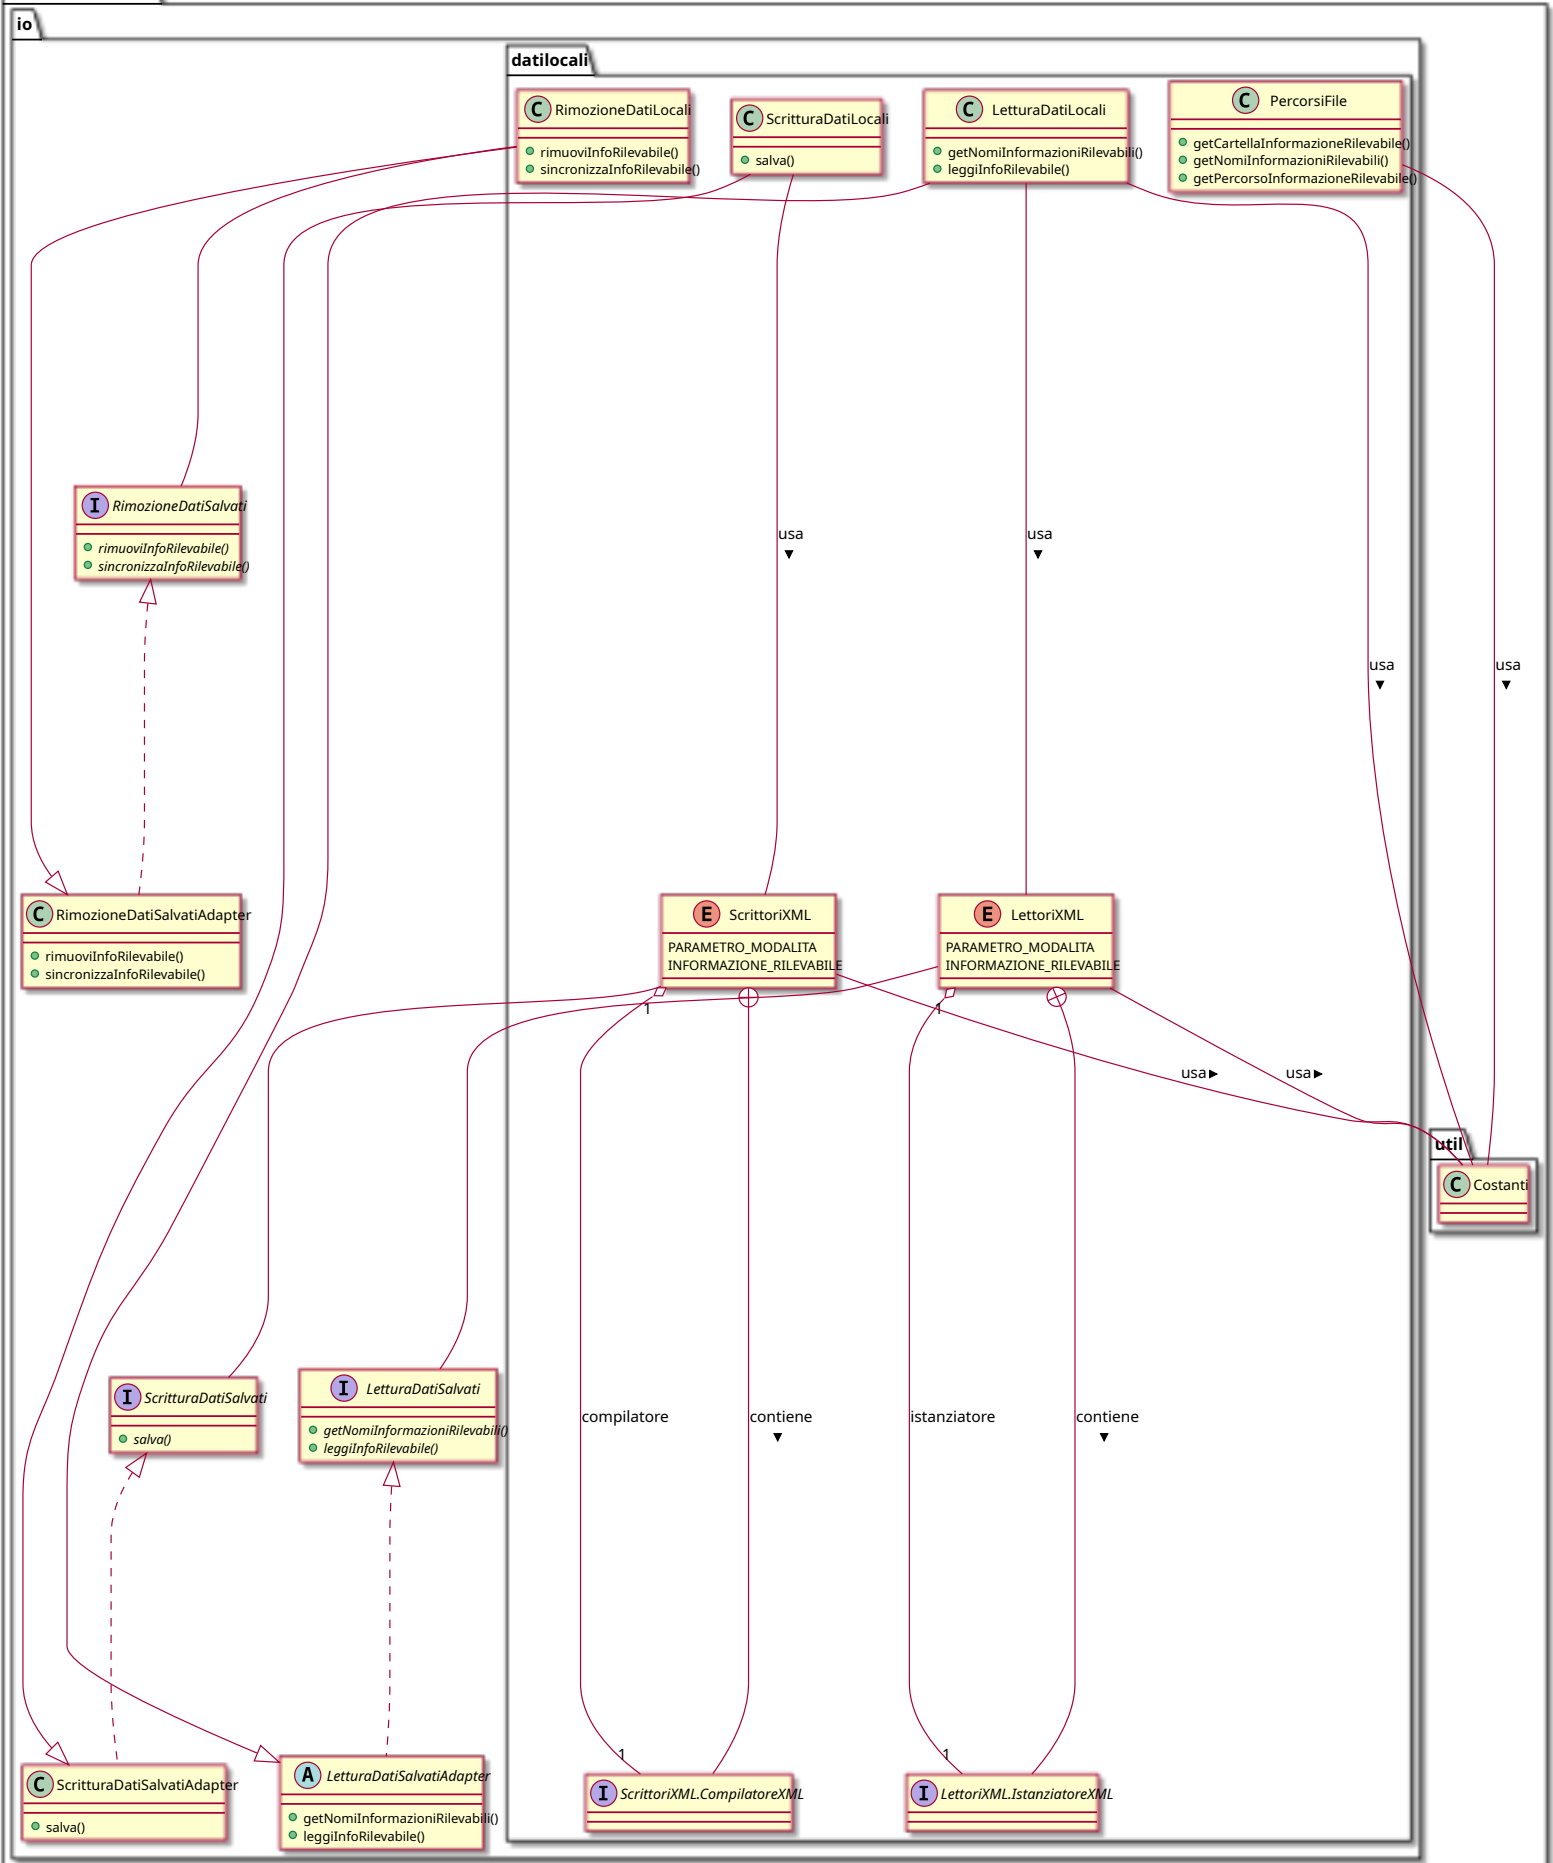 io
datilocali
C RimozioneDatiLocali
rimuoviInfoRilevabile()
sincronizzaInfoRilevabile()
C ScritturaDatiLocali
salva()
C LetturaDatiLocali
getNomiInformazioniRilevabili()
leggiInfoRilevabile()
C PercorsiFile
getCartellaInformazioneRilevabile()
getNomiInformazioniRilevabili()
getPercorsoInformazioneRilevabile()
I RimozioneDatiSalvati
rimuoviInfoRilevabile()
sincronizzaInfoRilevabile()
usa
usa
usa
usa
C RimozioneDatiSalvatiAdapter
rimuoviInfoRilevabile()
sincronizzaInfoRilevabile()
E ScrittoriXML
PARAMETRO_MODALITA
INFORMAZIONE_RILEVABILE
E LettoriXML
PARAMETRO_MODALITA
INFORMAZIONE_RILEVABILE
1
1
usa
usa
util
C Costanti
I ScritturaDatiSalvati
salva()
I LetturaDatiSalvati
getNomiInformazioniRilevabili()
leggiInfoRilevabile()
compilatore
contiene
istanziatore
contiene
1
1
C ScritturaDatiSalvatiAdapter
salva()
A LetturaDatiSalvatiAdapter
getNomiInformazioniRilevabili()
leggiInfoRilevabile()
I ScrittoriXML.CompilatoreXML
I LettoriXML.IstanziatoreXML